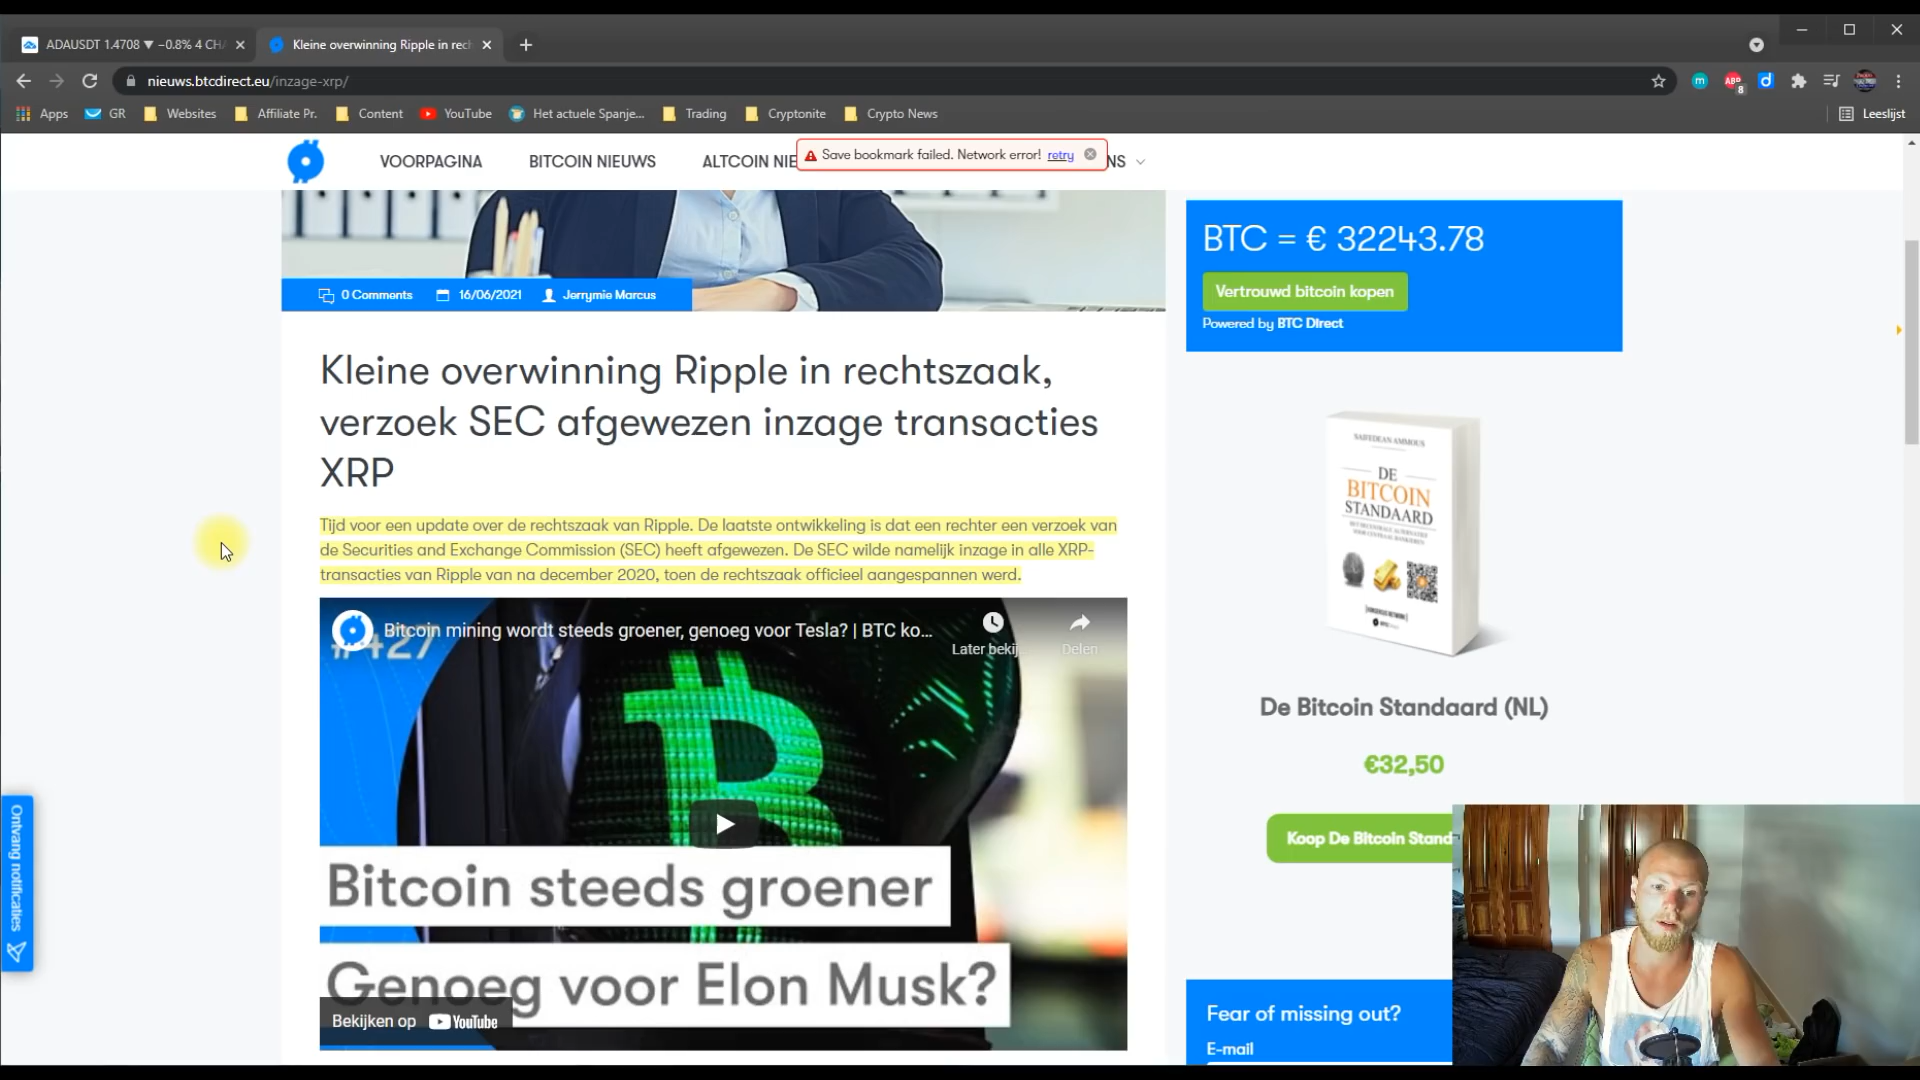 ADAUSDT 1.4708 ▼ −0.8% 4 CH
Kleine overwinning Ripple in rec
nieuws.btcdirect.eu/inzage-xrp/
Apps
GR
Websites
Affiliate Pr.
Content
YouTube
Het actuele Spanje...
Trading
Cryptonite
Crypto News
Leeslijst
ABP
8
VOORPAGINA
BITCOIN NIEUWS
ALTCOIN NIE
NS
Save bookmark failed. Network error! retry
0 Comments
16/06/2021
Jerrymie Marcus
Kleine overwinning Ripple in rechtszaak,
verzoek SEC afgewezen inzage transacties
XRP
Tijd voor een update over de rechtszaak van Ripple. De laatste ontwikkeling is dat een rechter een verzoek van
de Securities and Exchange Commission (SEC) heeft afgewezen. De SEC wilde namelijk inzage in alle XRP-
transacties van Ripple van na december 2020, toen de rechtszaak officieel aangespannen werd.
#427
Bitcoin mining wordt steeds groener, genoeg voor Tesla? | BTC ko...
Later bekij
Delen
Bitcoin steeds groener
Genoeg voor Elon Musk?
Bekijken op YouTube
Ontvang notificaties
BTC = € 32243.78
Vertrouwd bitcoin kopen
Powered by BTC Direct
SAIFEDEAN AMMOUS
DE
BITCOIN
STANDAARD
De Bitcoin Standaard (NL)
€32,50
Koop De Bitcoin Stand
Fear of missing out?
E-mail